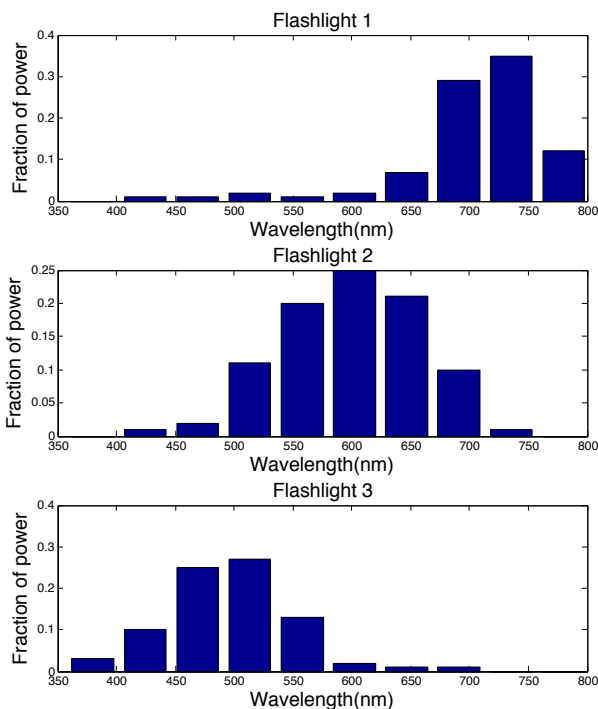 Flashlight 1
0.4
0.3
0.2
0.1
0
Fraction of power
350 400 450 500 550 600 650 700 750 800
Wavelength(nm)
Flashlight 2
0.25
0.2
0.15
0.1
0.05
0
Fraction of power
350 400 450 500 550 600 650 700 750 800
Wavelength(nm)
Flashlight 3
0.4
0.3
0.2
0.1
0
Fraction of power
350 400 450 500 550 600 650 700 750 800
Wavelength(nm)